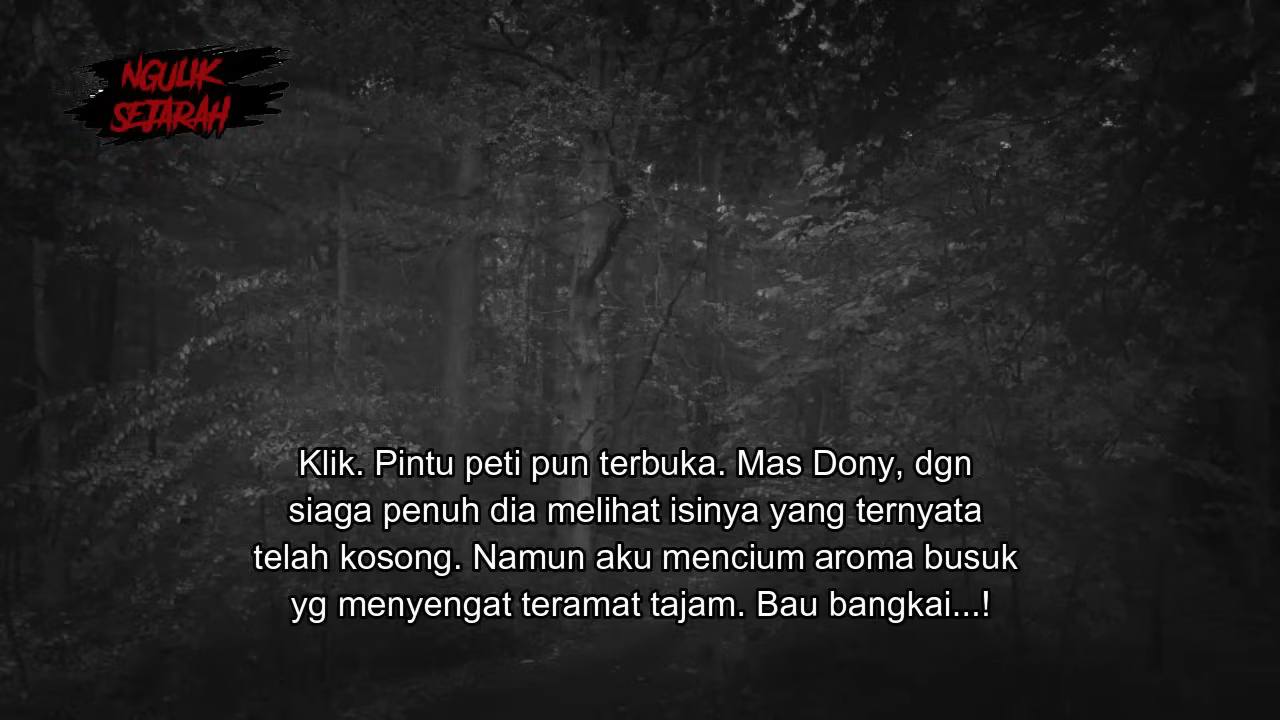 NGULIK
SEJARAH
Klik. Pintu peti pun terbuka. Mas Dony, dgn
siaga penuh dia melihat isinya yang ternyata
telah kosong. Namun aku mencium aroma busuk
yg menyengat teramat tajam. Bau bangkai...!